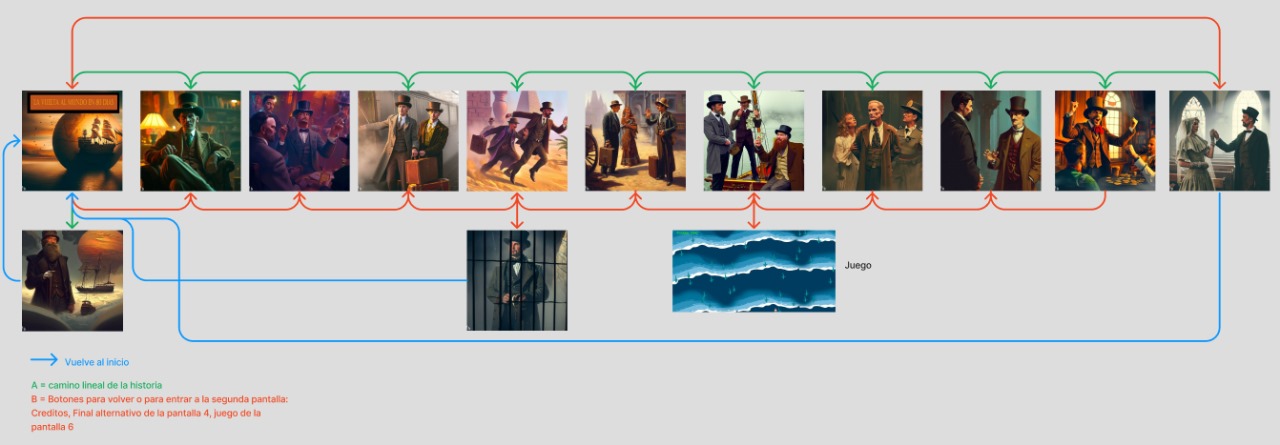 LA VUELTA AL MUNDO EN 80 DIAS
Juego
Vuelve al inicio
A = camino lineal de la historia
B = Botones para volver o para entrar a la segunda pantalla:
Creditos, Final alternativo de la pantalla 4, juego de la
pantalla 6